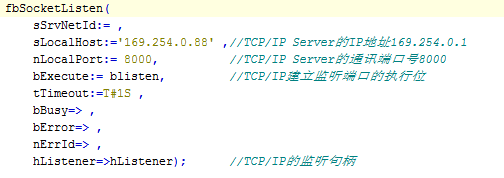 fbSocketListen(
sSrvNetId:= ,
sLocalHost:='169.254.0.88' ,//TCP/IP Server的IP地址169.254.0.1
nLocalPort:= 8000, //TCP/IP Server的通讯端口号8000
bExecute:= blisten, //TCP/IP建立监听端口的执行位
tTimeout:=T#1S ,
bBusy=> ,
bError=> ,
nErrId=> ,
hListener=>hListener); //TCP/IP的监听句柄